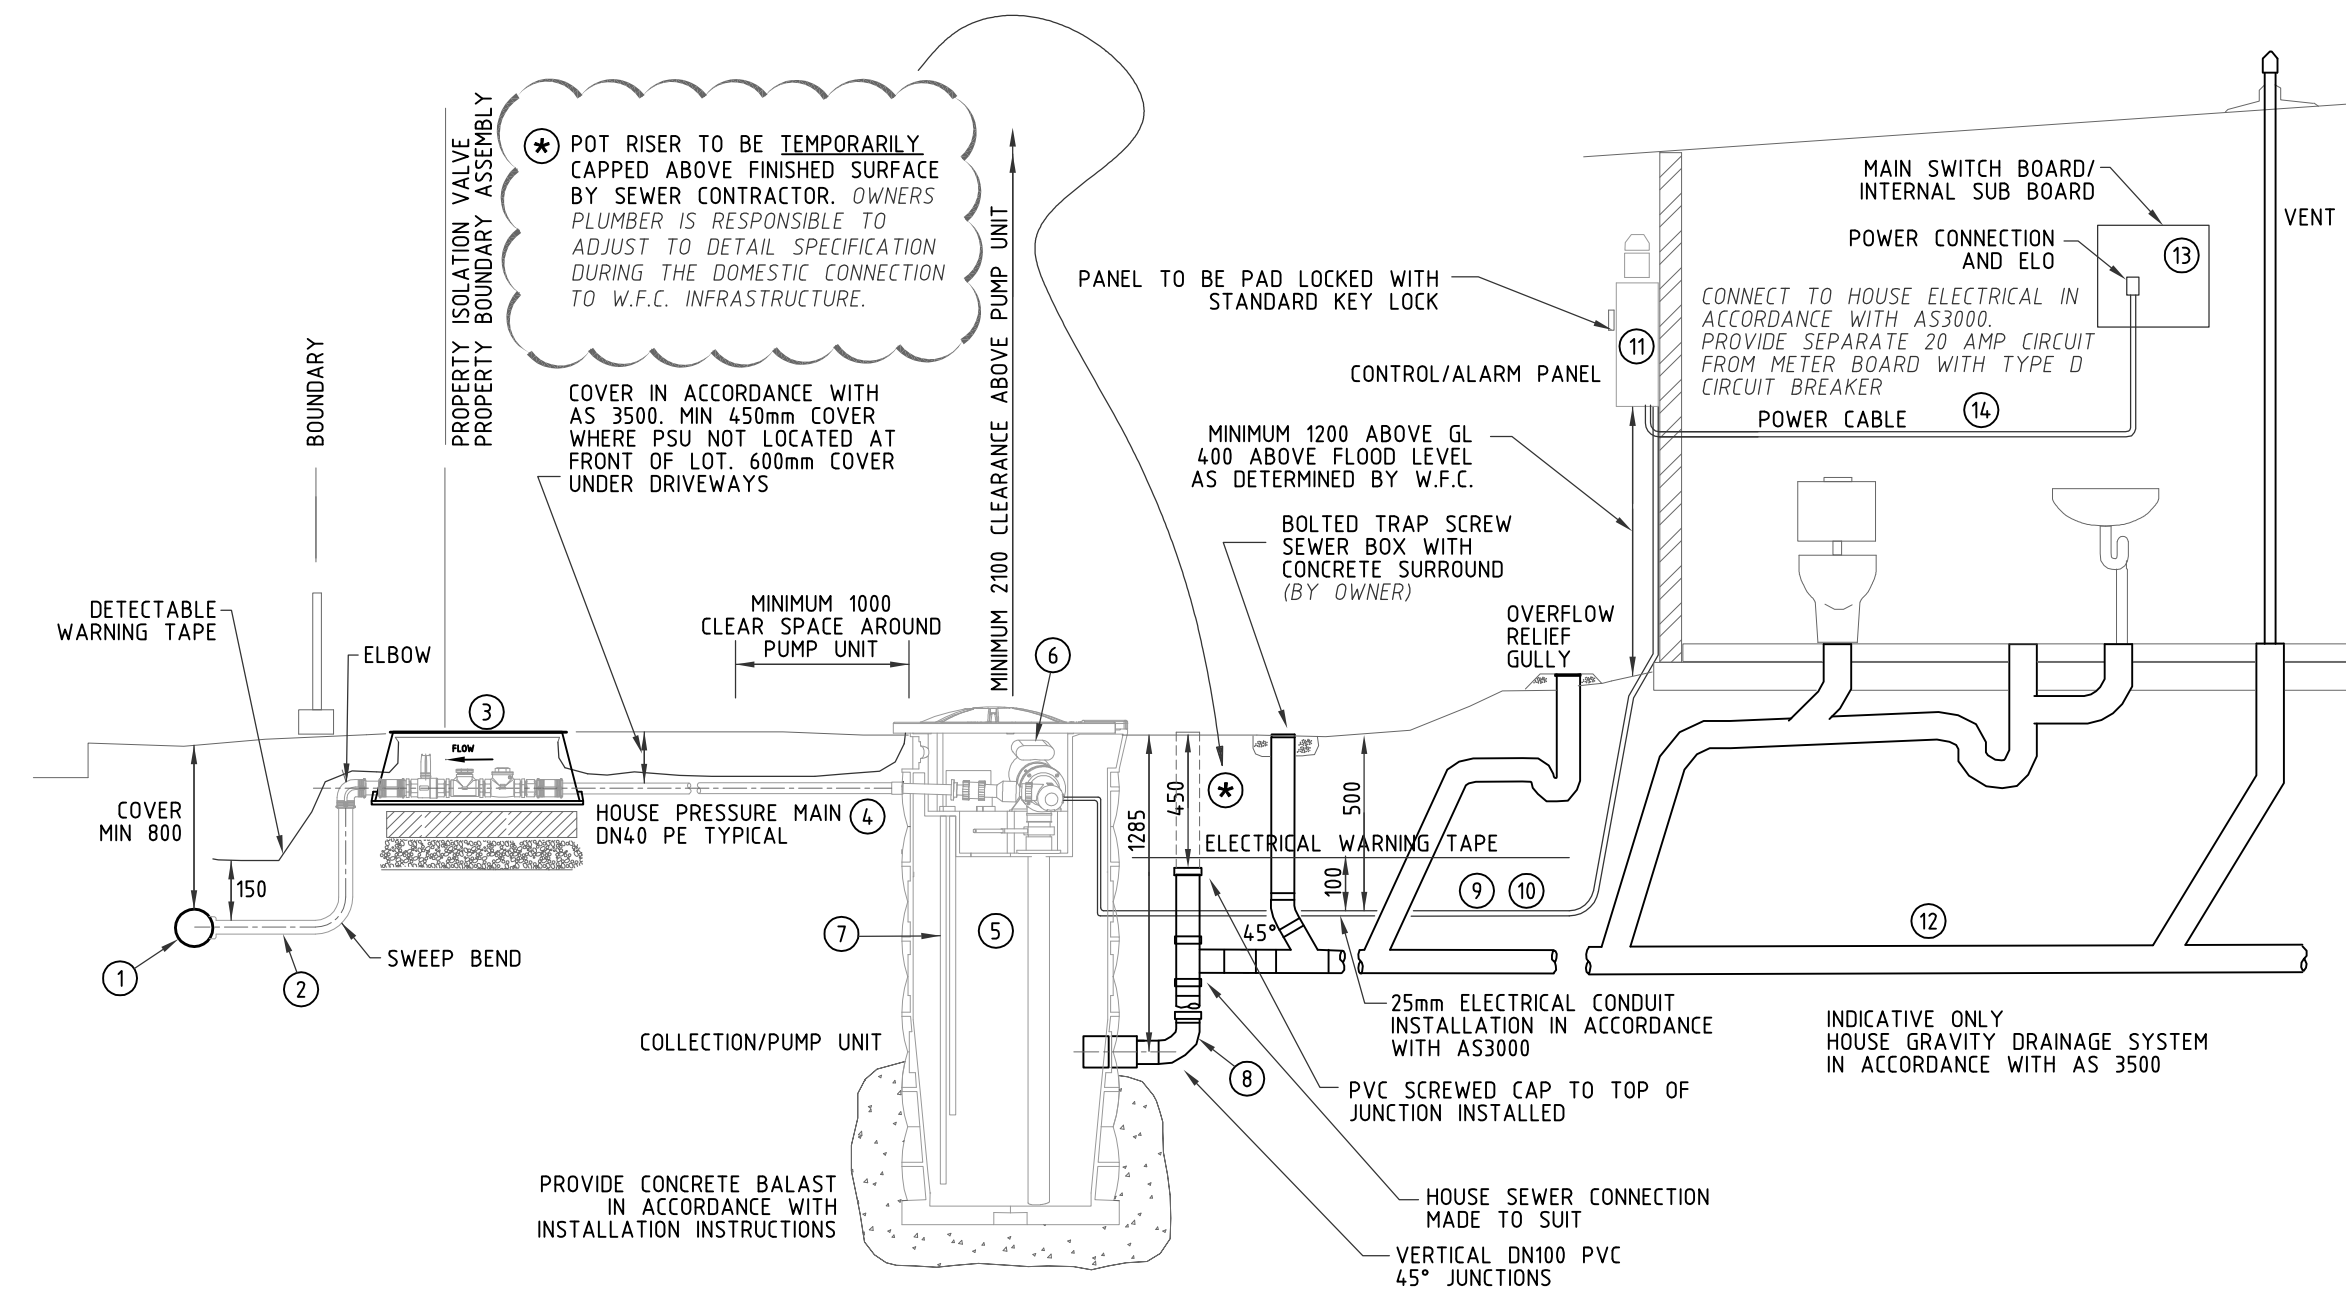 BOUNDARY
PROPERTY ISOLATION VALVE
PROPERTY BOUNDARY ASSEMBLY
* POT RISER TO BE TEMPORARILY
CAPPED ABOVE FINISHED SURFACE
BY SEWER CONTRACTOR. OWNERS
PLUMBER IS RESPONSIBLE TO
ADJUST TO DETAIL SPECIFICATION
DURING THE DOMESTIC CONNECTION
TO W.F.C. INFRASTRUCTURE.
COVER IN ACCORDANCE WITH
AS 3500. MIN 450mm COVER
WHERE PSU NOT LOCATED AT
FRONT OF LOT. 600mm COVER
UNDER DRIVEWAYS
MINIMUM 2100 CLEARANCE ABOVE PUMP UNIT
MAIN SWITCH BOARD/
INTERNAL SUB BOARD
VENT
POWER CONNECTION
AND ELO
13
PANEL TO BE PAD LOCKED WITH
STANDARD KEY LOCK
CONNECT TO HOUSE ELECTRICAL IN
ACCORDANCE WITH AS3000.
PROVIDE SEPARATE 20 AMP CIRCUIT
FROM METER BOARD WITH TYPE D
CIRCUIT BREAKER
11
CONTROL/ALARM PANEL
POWER CABLE
14
MINIMUM 1200 ABOVE GL
400 ABOVE FLOOD LEVEL
AS DETERMINED BY W.F.C.
BOLTED TRAP SCREW
SEWER BOX WITH
CONCRETE SURROUND
(BY OWNER)
OVERFLOW
RELIEF
GULLY
DETECTABLE
WARNING TAPE
ELBOW
MINIMUM 1000
CLEAR SPACE AROUND
PUMP UNIT
6
3
FLOW
COVER
MIN 800
150
HOUSE PRESSURE MAIN
DN40 PE TYPICAL
4
1285
450
*
500
ELECTRICAL WARNING TAPE
100
9
10
7
5
45°
12
SWEEP BEND
1
2
25mm ELECTRICAL CONDUIT
INSTALLATION IN ACCORDANCE
WITH AS3000
INDICATIVE ONLY
HOUSE GRAVITY DRAINAGE SYSTEM
IN ACCORDANCE WITH AS 3500
COLLECTION/PUMP UNIT
8
PVC SCREWED CAP TO TOP OF
JUNCTION INSTALLED
PROVIDE CONCRETE BALAST
IN ACCORDANCE WITH
INSTALLATION INSTRUCTIONS
HOUSE SEWER CONNECTION
MADE TO SUIT
VERTICAL DN100 PVC
45° JUNCTIONS